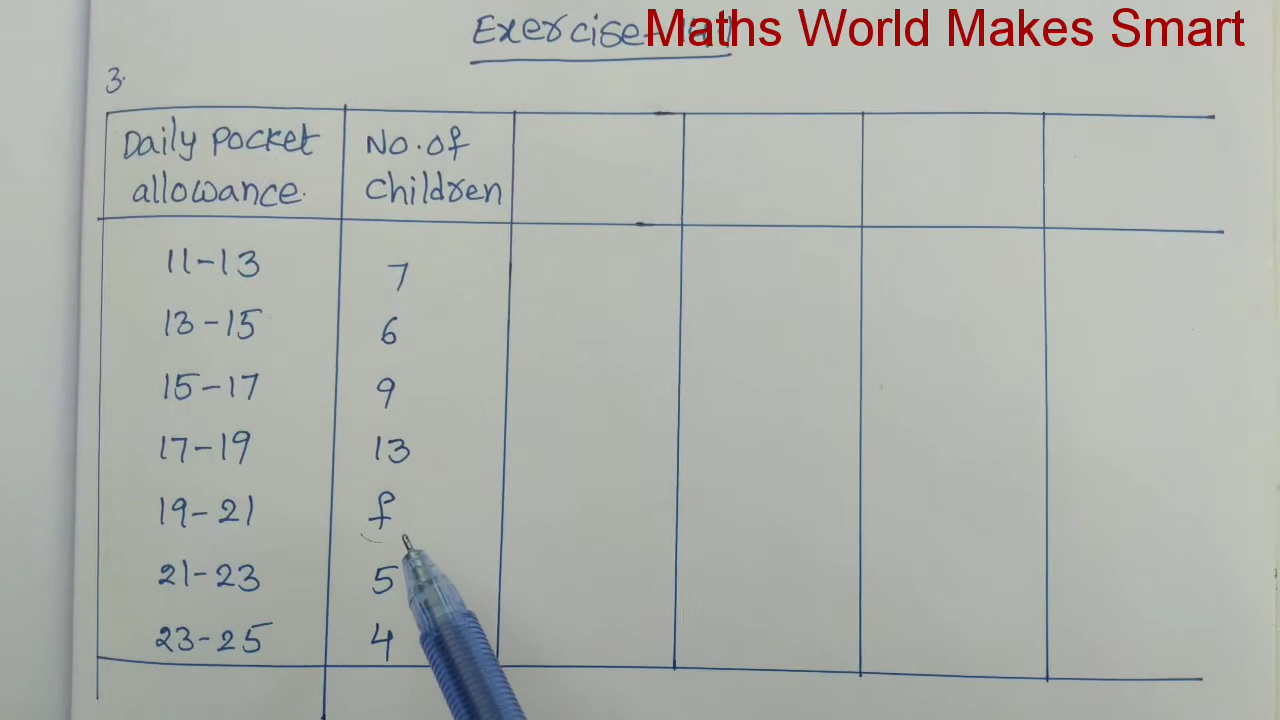 Exercise
Maths World Makes Smart
3.
Daily pocket allowance. | No. of children
11-13 | 7
13-15 | 6
15-17 | 9
17-19 | 13
19-21 | f
21-23 | 5
23-25 | 4